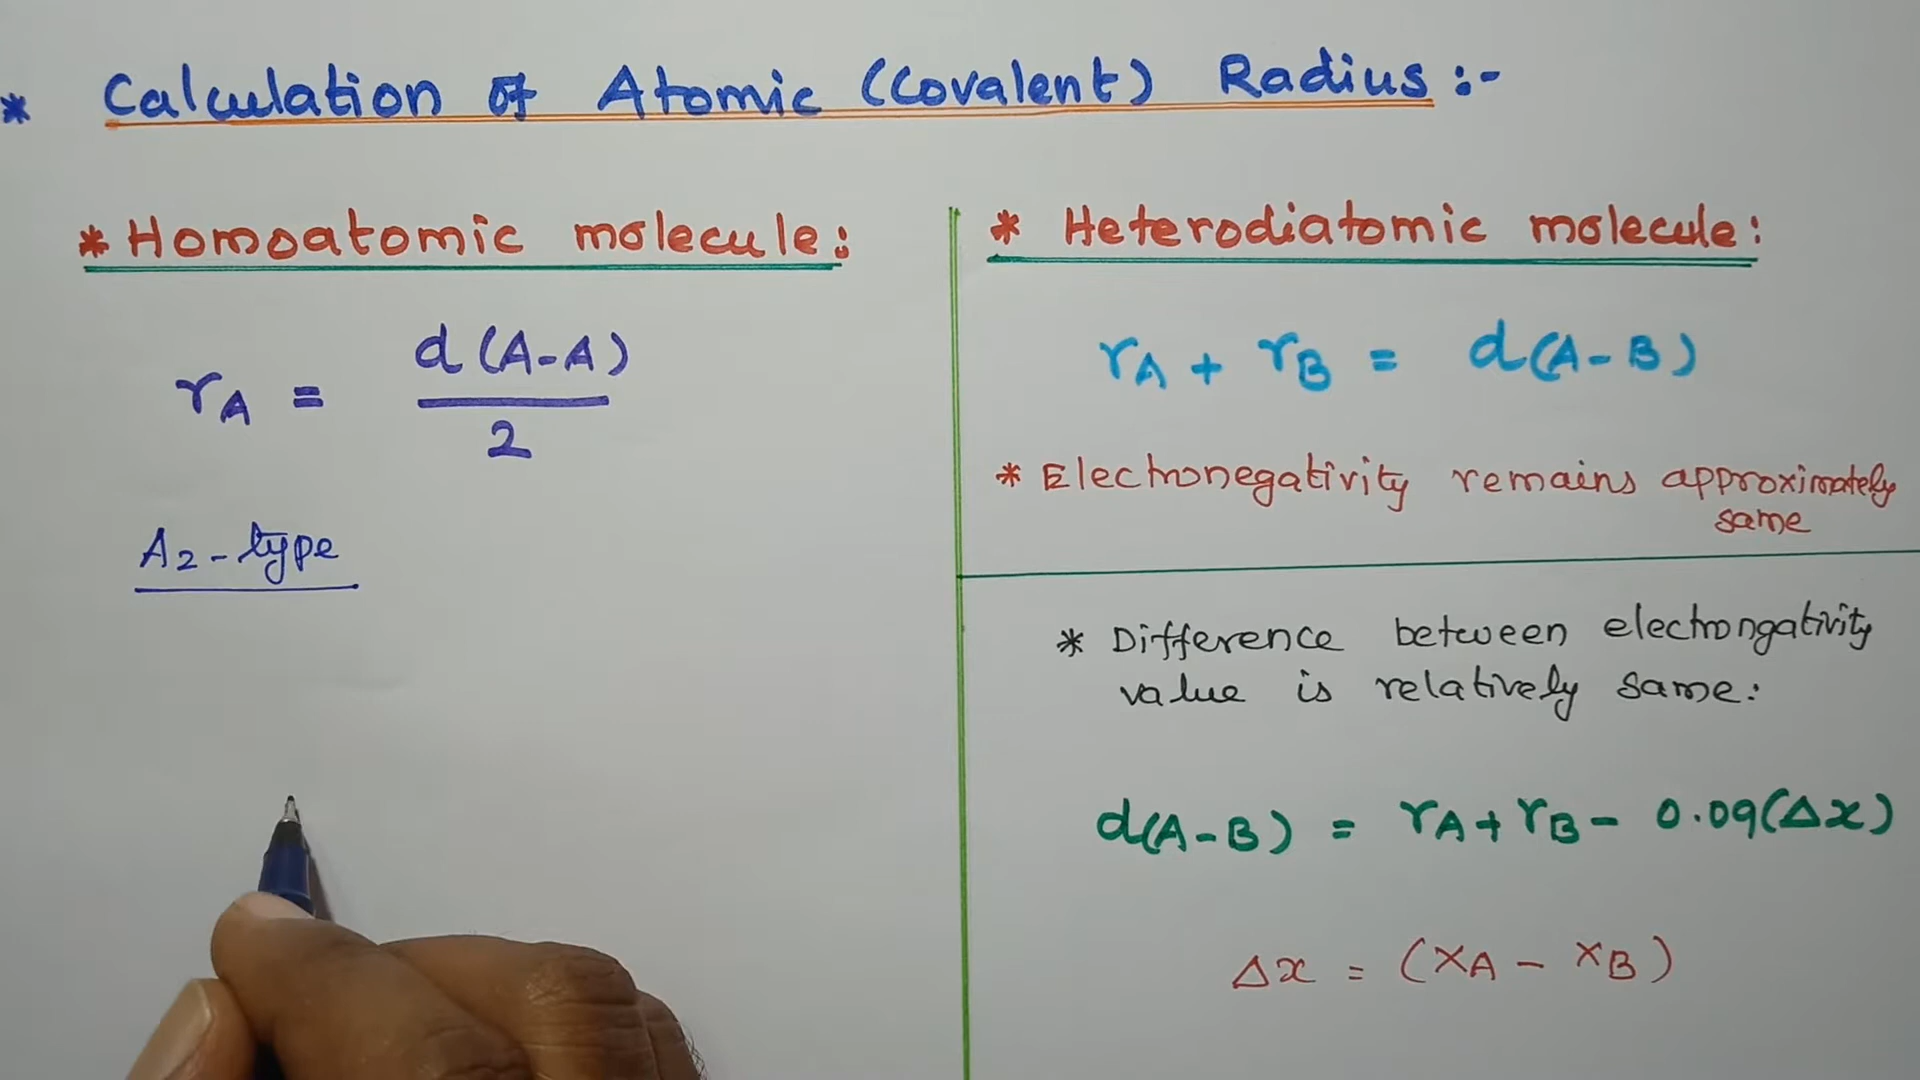 * Calculation of Atomic (Covalent) Radius :-
* Homoatomic molecule:
rA = d(A-A) / 2
A2-type
* Heterodiatomic molecule:
rA + rB = d(A-B)
* Electronegativity remains approximately
same
* Difference between electrongativity
value is relatively same:
d(A-B) = rA + rB - 0.09(Δx)
Δx = (XA - XB)